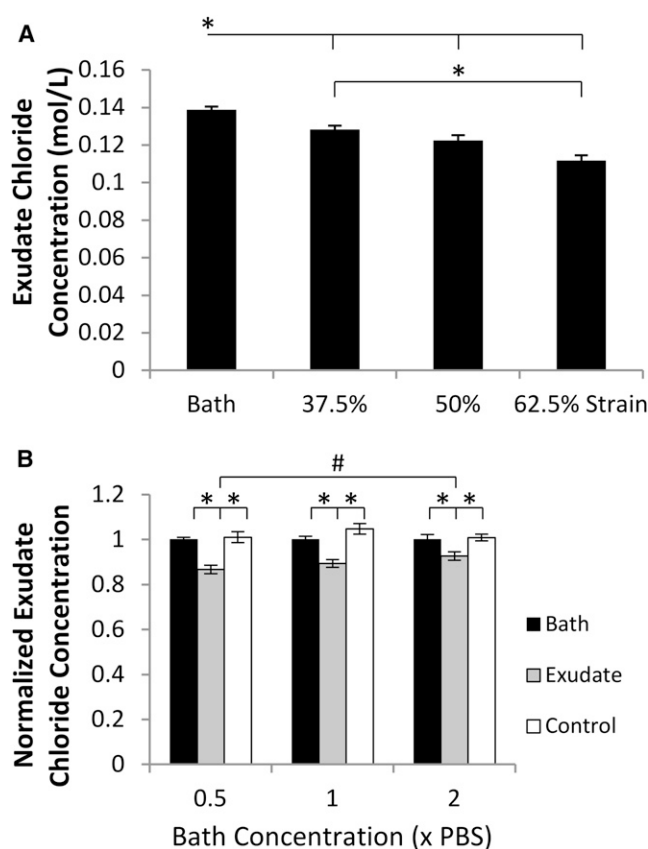 A
*
*
Exudate Chloride
Concentration (mol/L)
0.16
0.14
0.12
0.1
0.08
0.06
0.04
0.02
0
Bath 37.5% 50% 62.5% Strain
B
#
* * * * * *
Normalized Exudate
Chloride Concentration
1.2
1
0.8
0.6
0.4
0.2
0
0.5 1 2
Bath Concentration (x PBS)
Bath
Exudate
Control